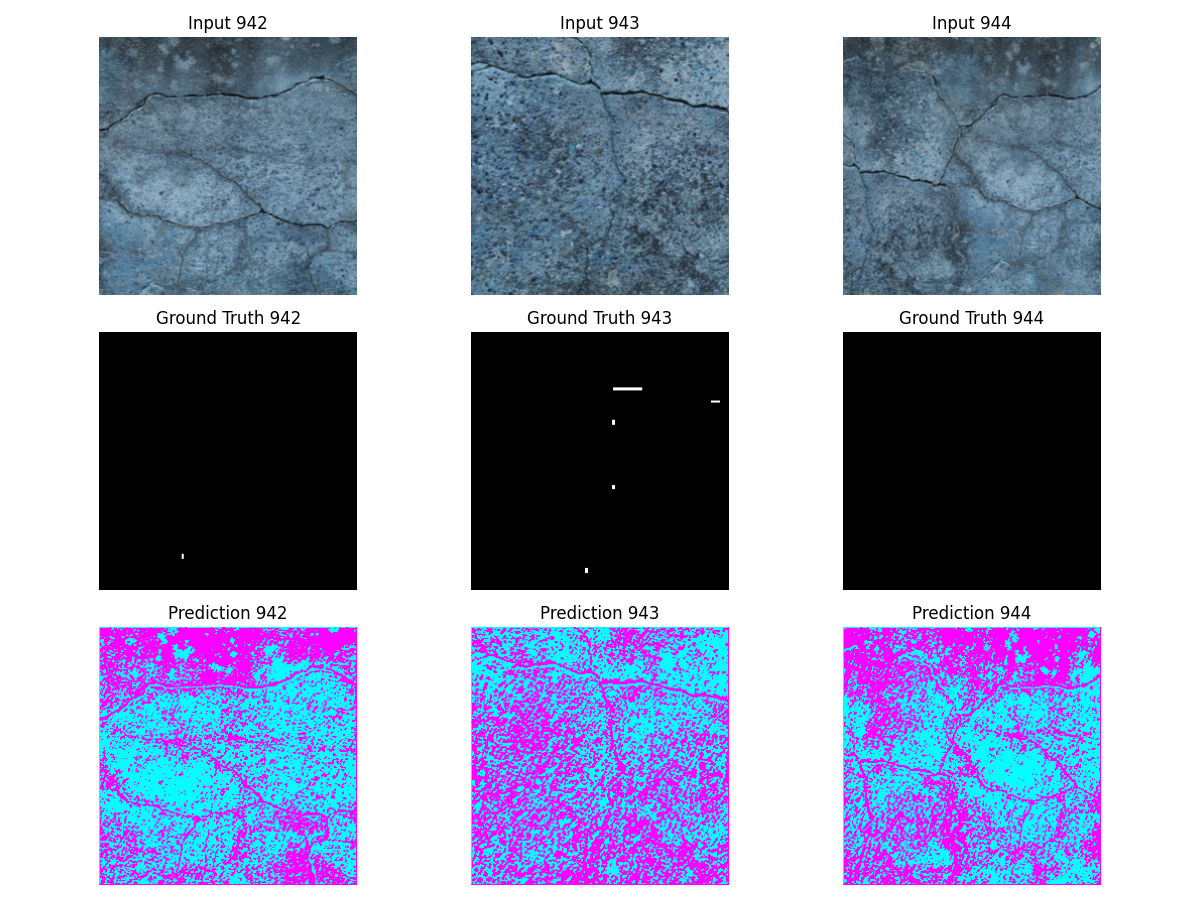 Input 942
Input 943
Input 944
Ground Truth 942
Ground Truth 943
Ground Truth 944
Prediction 942
Prediction 943
Prediction 944